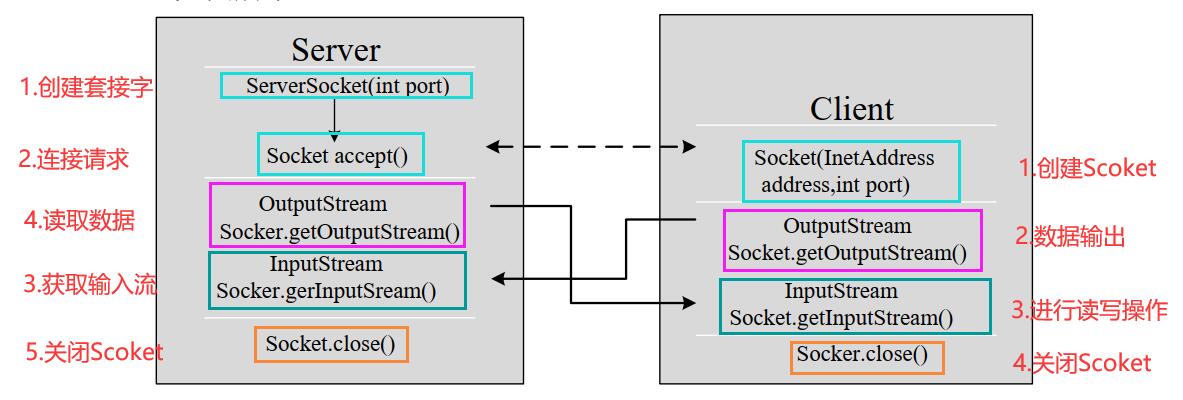 Server
1.创建套接字
ServerSocket(int port)
2.连接请求
Socket accept()
4.读取数据
OutputStream
Socker.getOutputStream()
3.获取输入流
InputStream
Socker.gerInputSream()
5.关闭Scoket
Socket.close()
Client
Socket(InetAddress
address,int port)
1.创建Scoket
OutputStream
Socket.getOutputStream()
2.数据输出
InputStream
Socket.getInputStream()
3.进行读写操作
Socker.close()
4.关闭Scoket